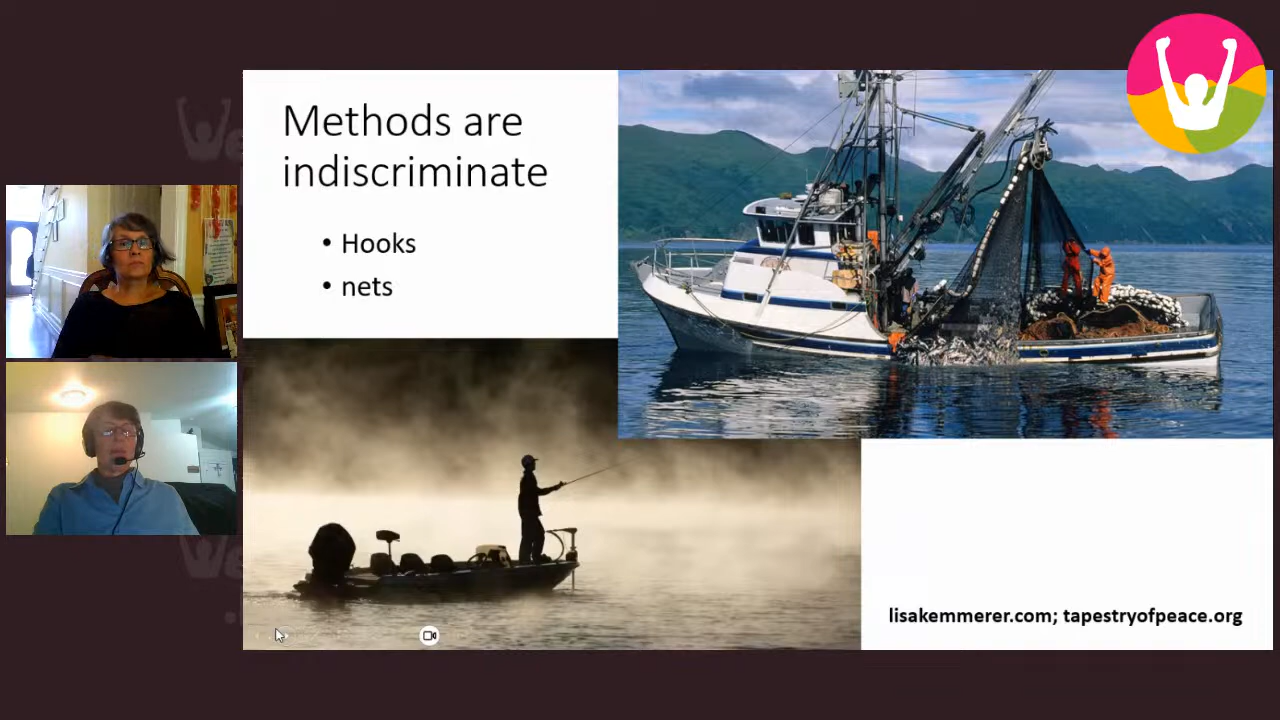 Methods are
indiscriminate
• Hooks
• nets
lisakemmerer.com; tapestryofpeace.org